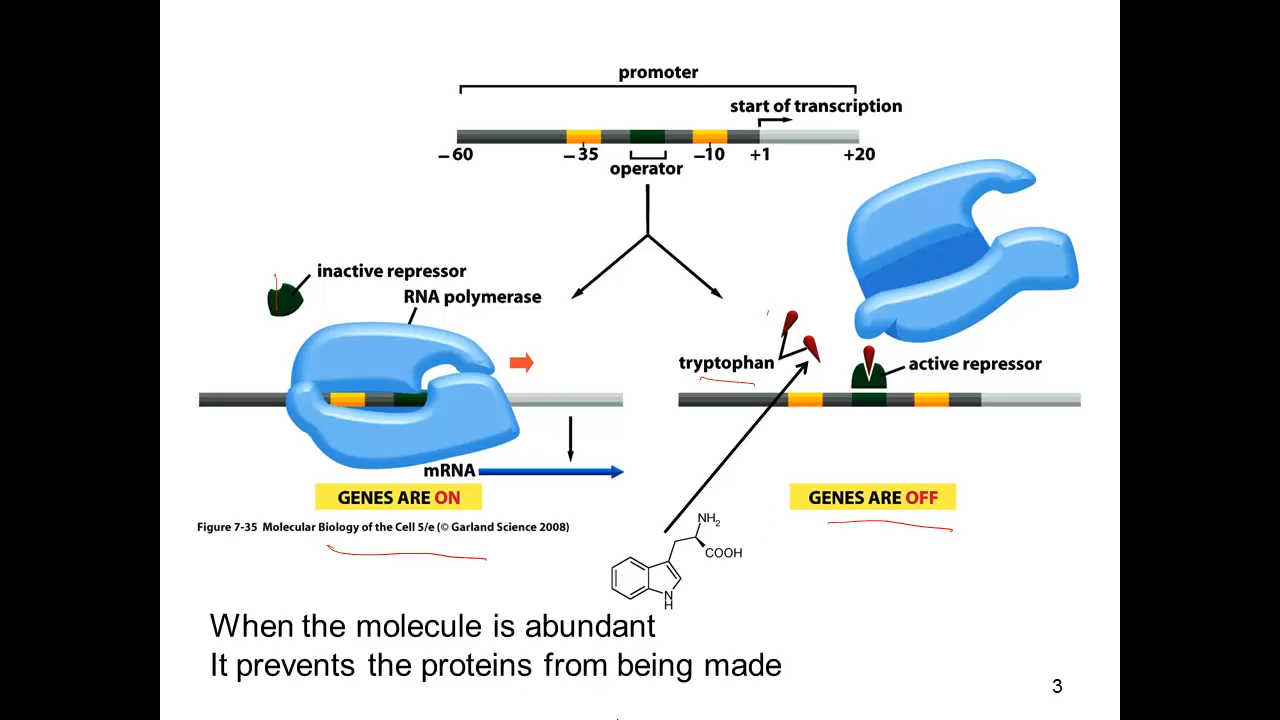 promoter
start of transcription
–60
–35
–10
+1
+20
operator
inactive repressor
RNA polymerase
tryptophan
active repressor
mRNA
GENES ARE ON
GENES ARE OFF
Figure 7-35 Molecular Biology of the Cell 5/e (© Garland Science 2008)
NH2
COOH
N
H
When the molecule is abundant
It prevents the proteins from being made
3